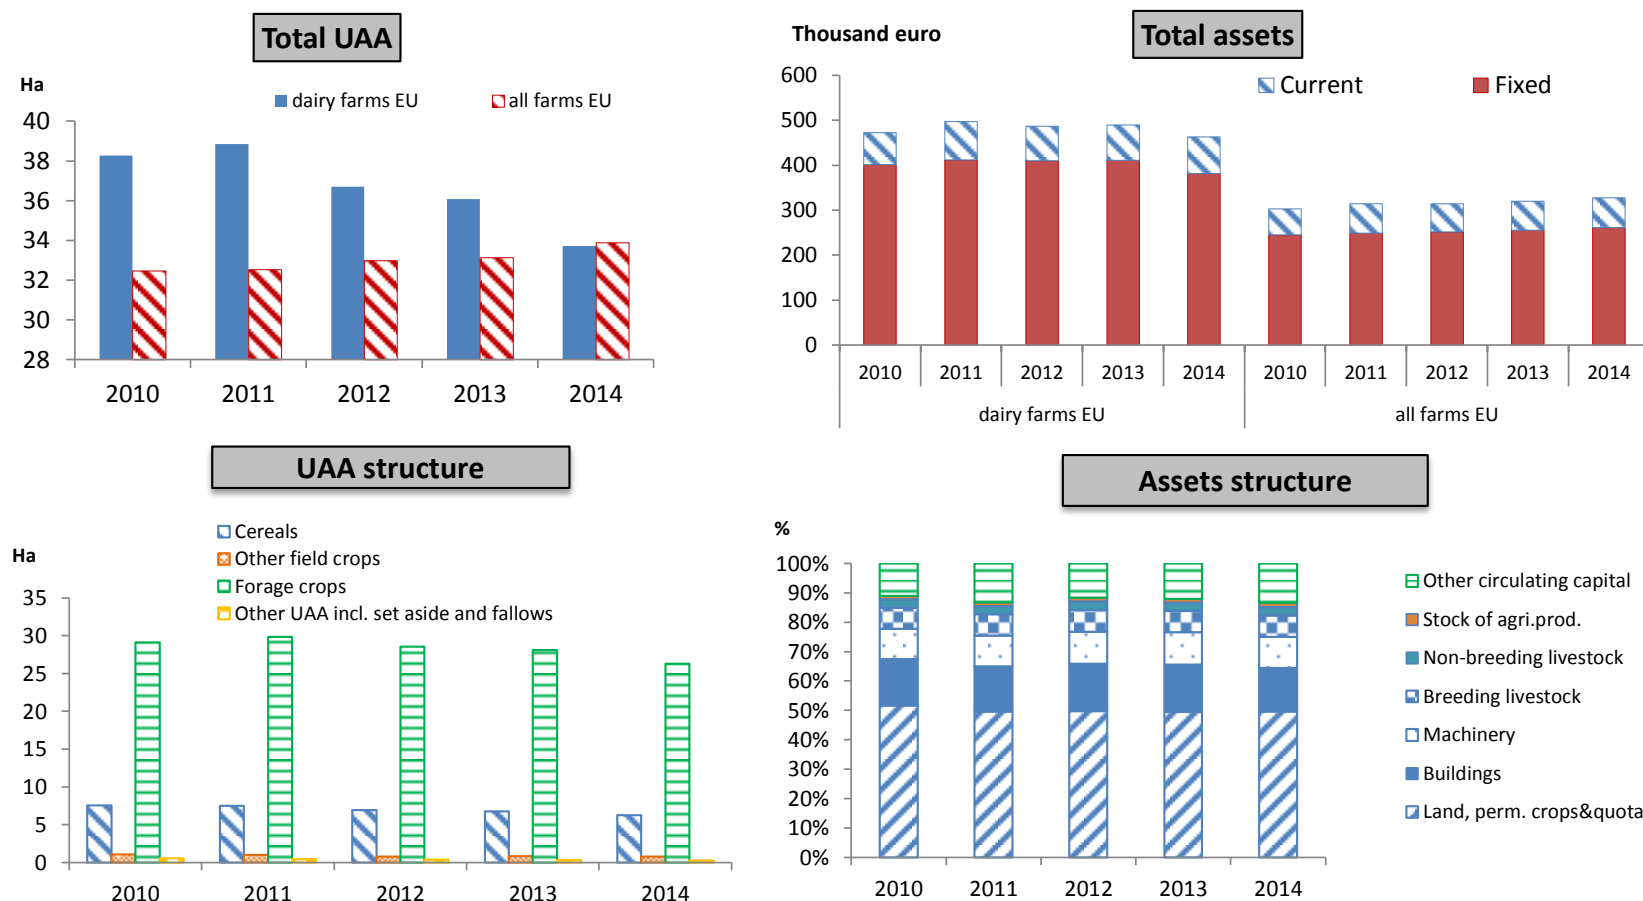 Total UAA
Ha
dairy farms EU
all farms EU
40
38
36
34
32
30
28
2010 2011 2012 2013 2014
Thousand euro
Total assets
Current
Fixed
600
500
400
300
200
100
0
2010 2011 2012 2013 2014 2010 2011 2012 2013 2014
dairy farms EU all farms EU
UAA structure
Cereals
Other field crops
Forage crops
Other UAA incl. set aside and fallows
Ha
35
30
25
20
15
10
5
0
2010 2011 2012 2013 2014
Assets structure
%
100%
90%
80%
70%
60%
50%
40%
30%
20%
10%
0%
2010 2011 2012 2013 2014
Other circulating capital
Stock of agri.prod.
Non-breeding livestock
Breeding livestock
Machinery
Buildings
Land, perm. crops&quota